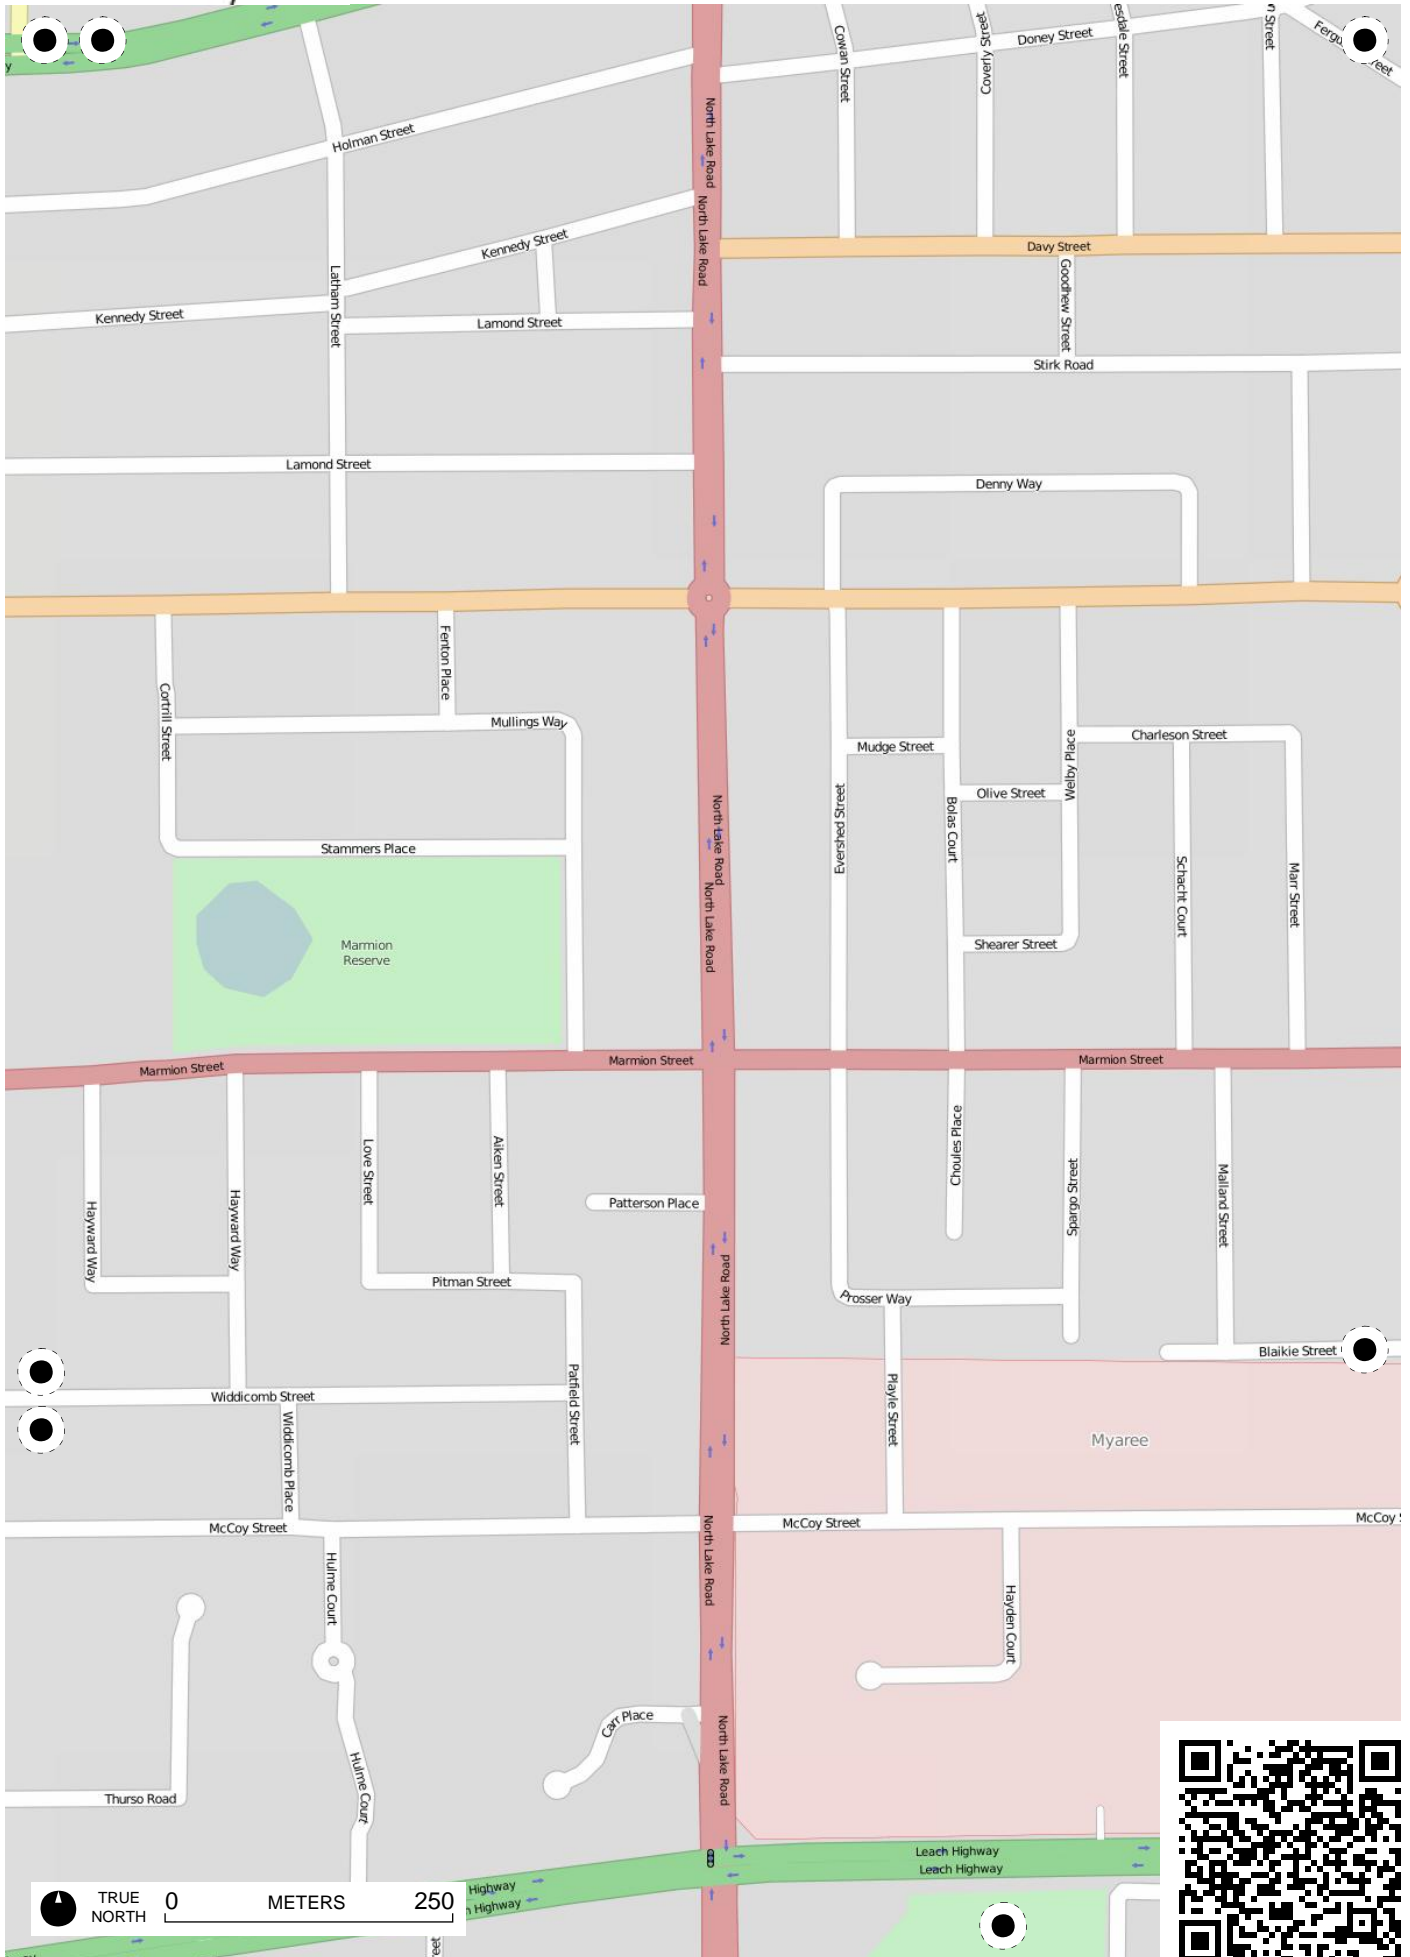 Cowan Street
Coverly Street
Doney Street
esdale Street
Street
North Lake Road
Holman Street
North Lake Road
Kennedy Street
Davy Street
Latham Street
Goodhew Street
Kennedy Street
Lamond Street
Stirk Road
Lamond Street
Denny Way
Fenton Place
Cortrill Street
Mullings Way
Mudge Street
Welby Place
Charleson Street
Olive Street
Evershed Street
Bolas Court
North Lake Road
Stammers Place
Schacht Court
Marr Street
North Lake Road
Marmion
Reserve
Shearer Street
Marmion Street
Marmion Street
Marmion Street
Love Street
Aiken Street
Choules Place
Spargo Street
Malland Street
Hayward Way
Hayward Way
Patterson Place
Pitman Street
North Lake Road
Prosser Way
Blaikie Street
Widdicomb Street
Patfield Street
Playle Street
Widdicomb Place
Myaree
McCoy Street
McCoy Street
McCoy S
North Lake Road
Hulme Court
Hayden Court
Carr Place
North Lake Road
Hulme Court
Thurso Road
Leach Highway
Leach Highway
Highway
h Highway
TRUE
NORTH
0 METERS 250